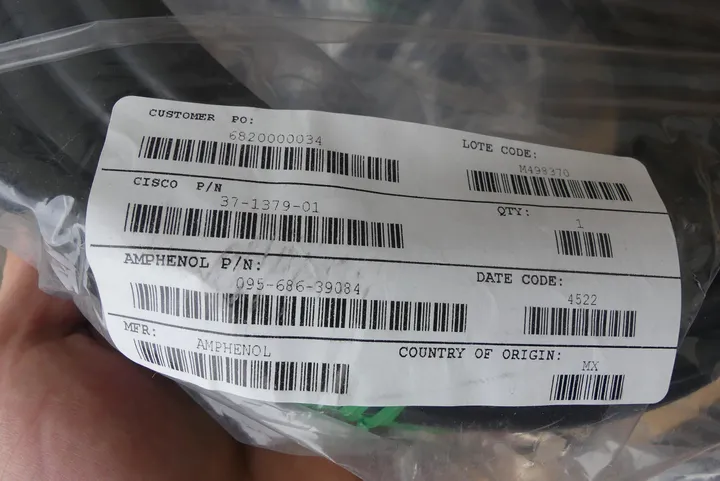 CUSTOMER PO:
6820000034
LOTE CODE:
M498370
CISCO P/N
37-1379-01
QTY:
1
AMPHENOL P/N:
095-686-39084
DATE CODE:
4522
MFR:
AMPHENOL
COUNTRY OF ORIGIN:
MX